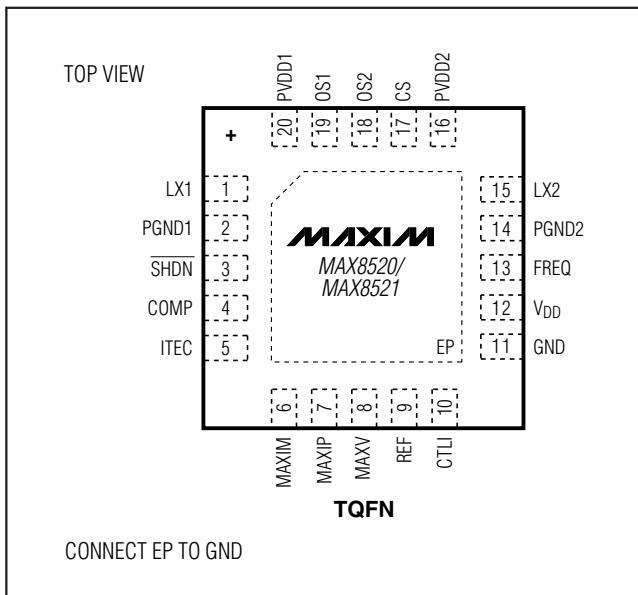 TOP VIEW
PVDD1 OS1 OS2 CS PVDD2
20 19 18 17 16
+
LX1 1
PGND1 2
SHDN 3
COMP 4
ITEC 5
MAXIM
MAX8520/
MAX8521
EP
15 LX2
14 PGND2
13 FREQ
12 VDD
11 GND
6 7 8 9 10
MAXIM MAXIP MAXV REF CTLI
TQFN
CONNECT EP TO GND